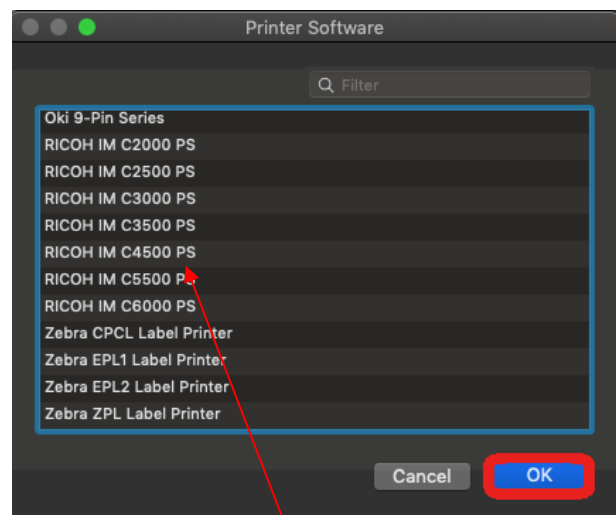 Printer Software
Filter
Oki 9-Pin Series
RICOH IM C2000 PS
RICOH IM C2500 PS
RICOH IM C3000 PS
RICOH IM C3500 PS
RICOH IM C4500 PS
RICOH IM C5500 PS
RICOH IM C6000 PS
Zebra CPCL Label Printer
Zebra EPL1 Label Printer
Zebra EPL2 Label Printer
Zebra ZPL Label Printer
Cancel OK